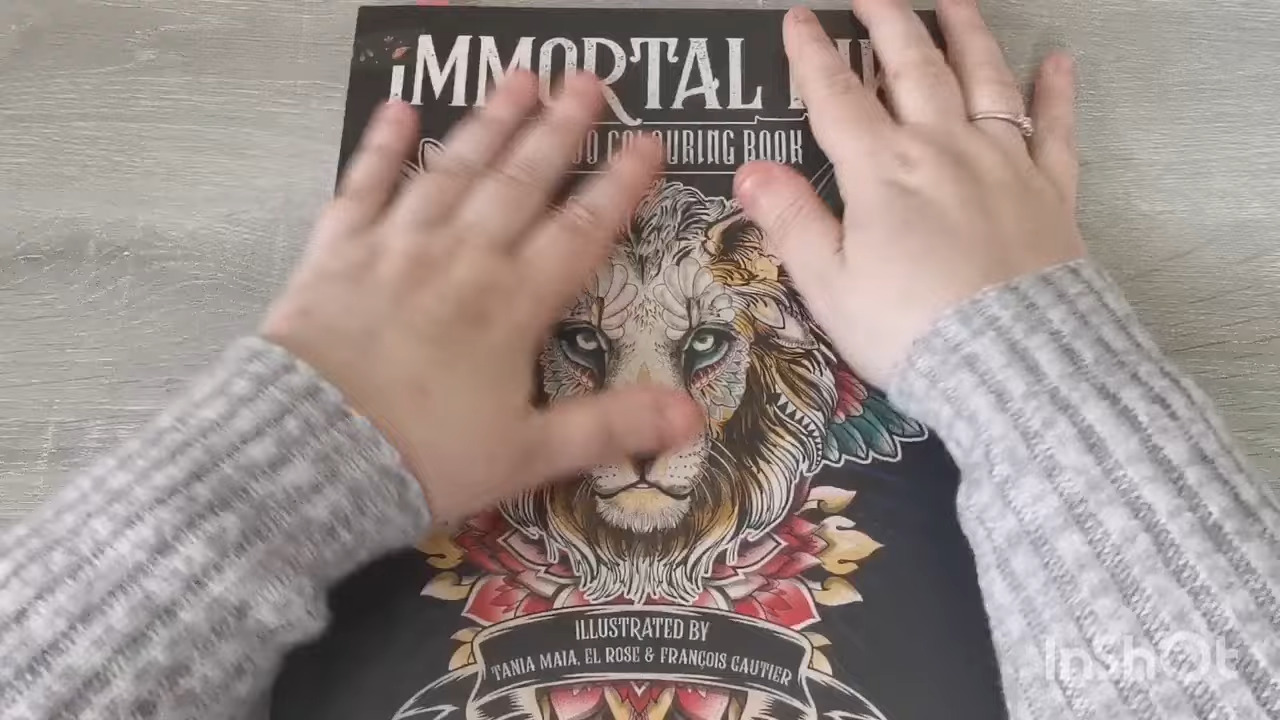 iMMORTAL
COLOURING BOOK
ILLUSTRATED BY
TANIA MAIA, EL ROSE & FRANÇOIS GAUTIER
InShOt